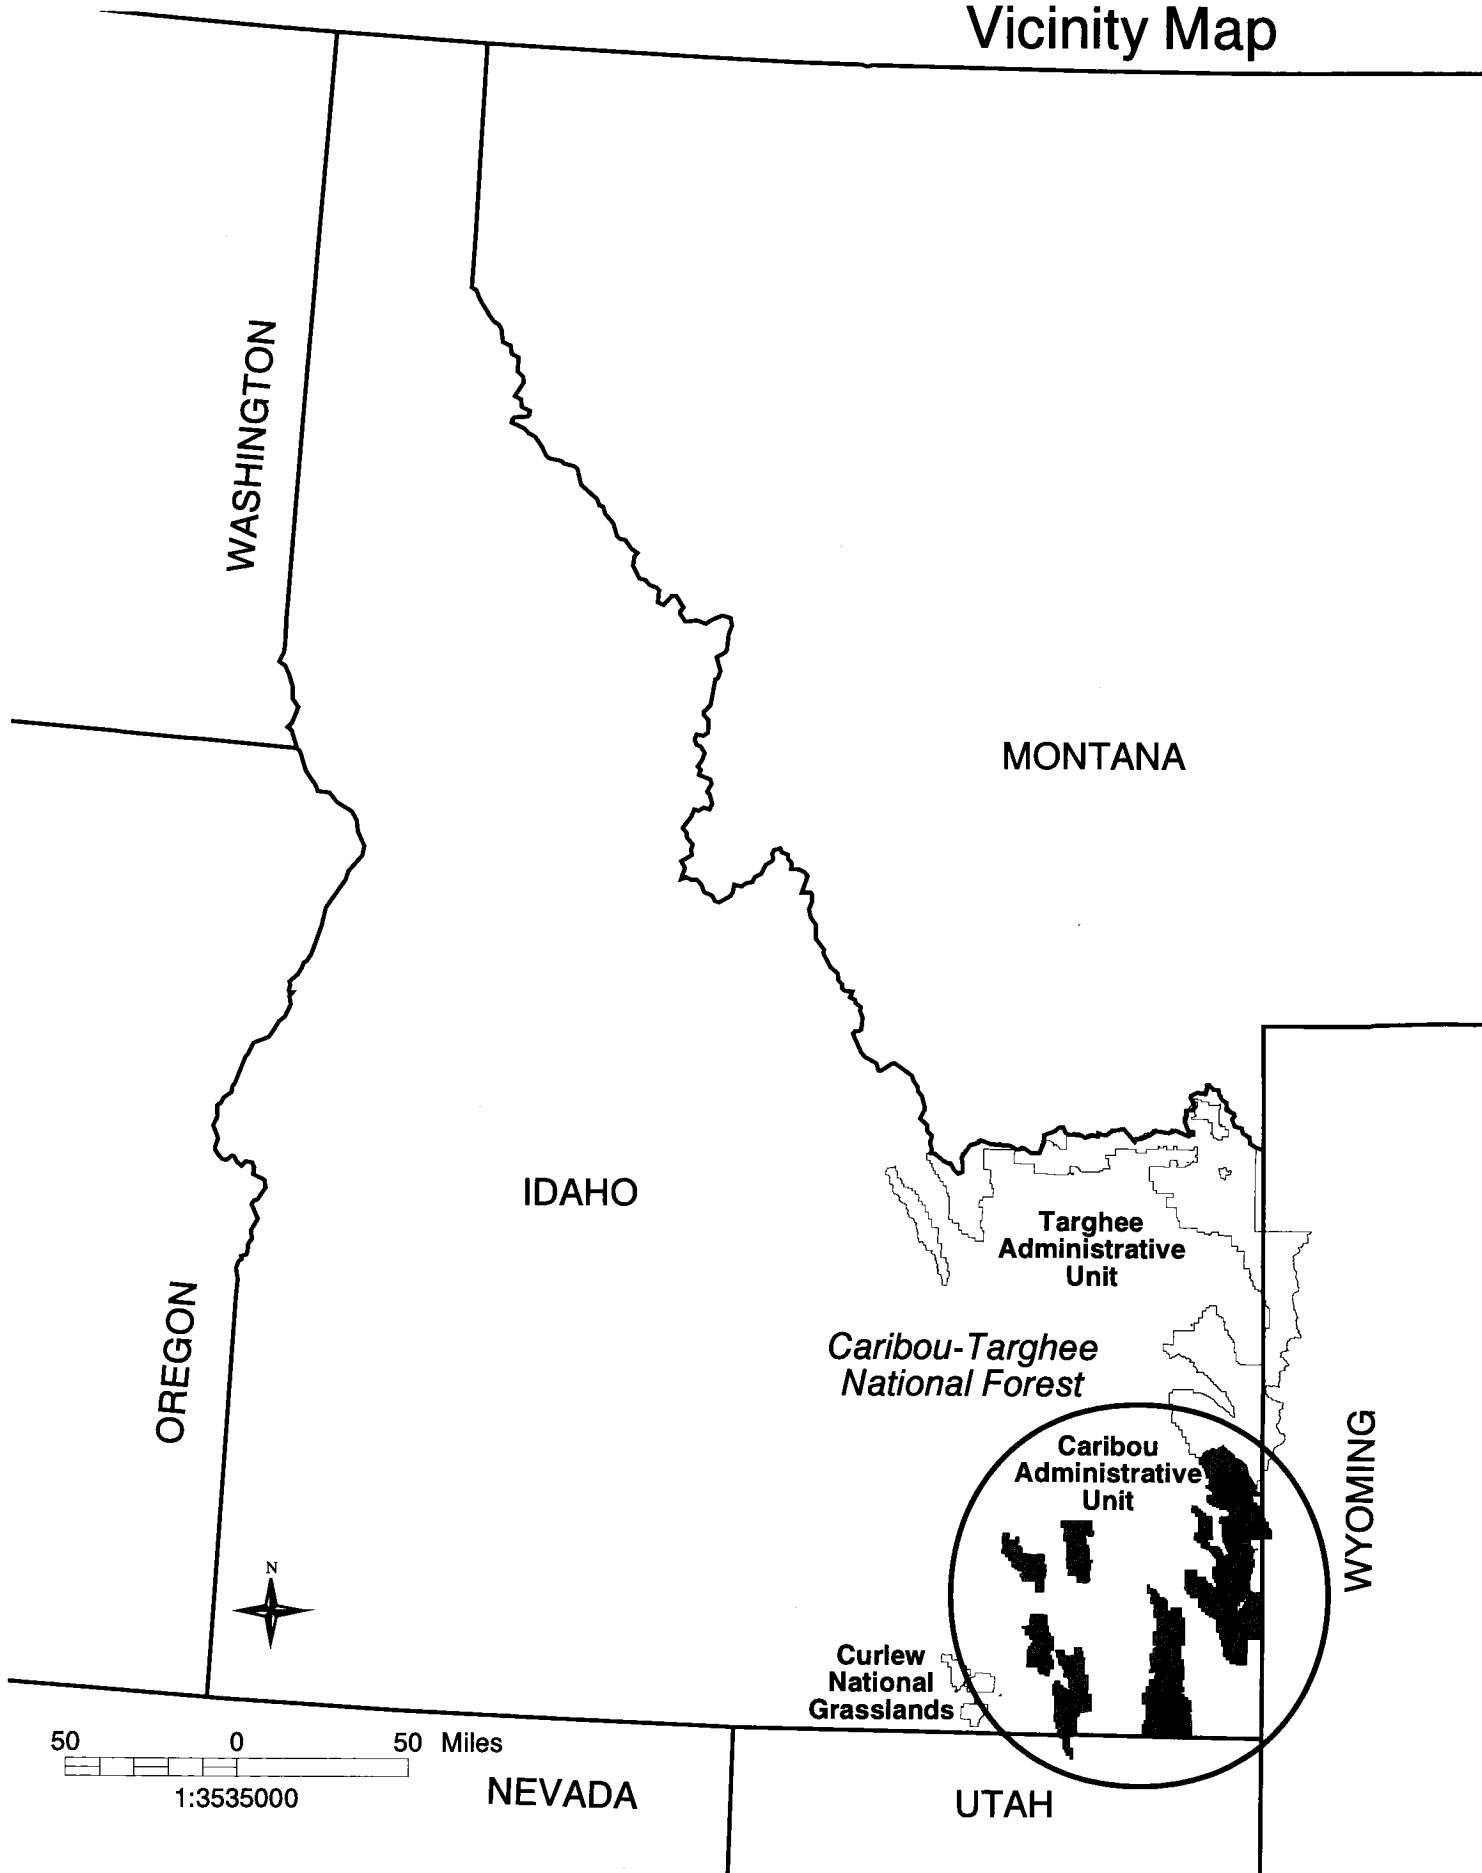 Vicinity Map
WASHINGTON
MONTANA
IDAHO
Targhee
Administrative
Unit
Caribou-Targhee
National Forest
OREGON
Caribou
Administrative
Unit
WYOMING
N
Curlew
National
Grasslands
50 0 50 Miles
1:3535000
NEVADA
UTAH